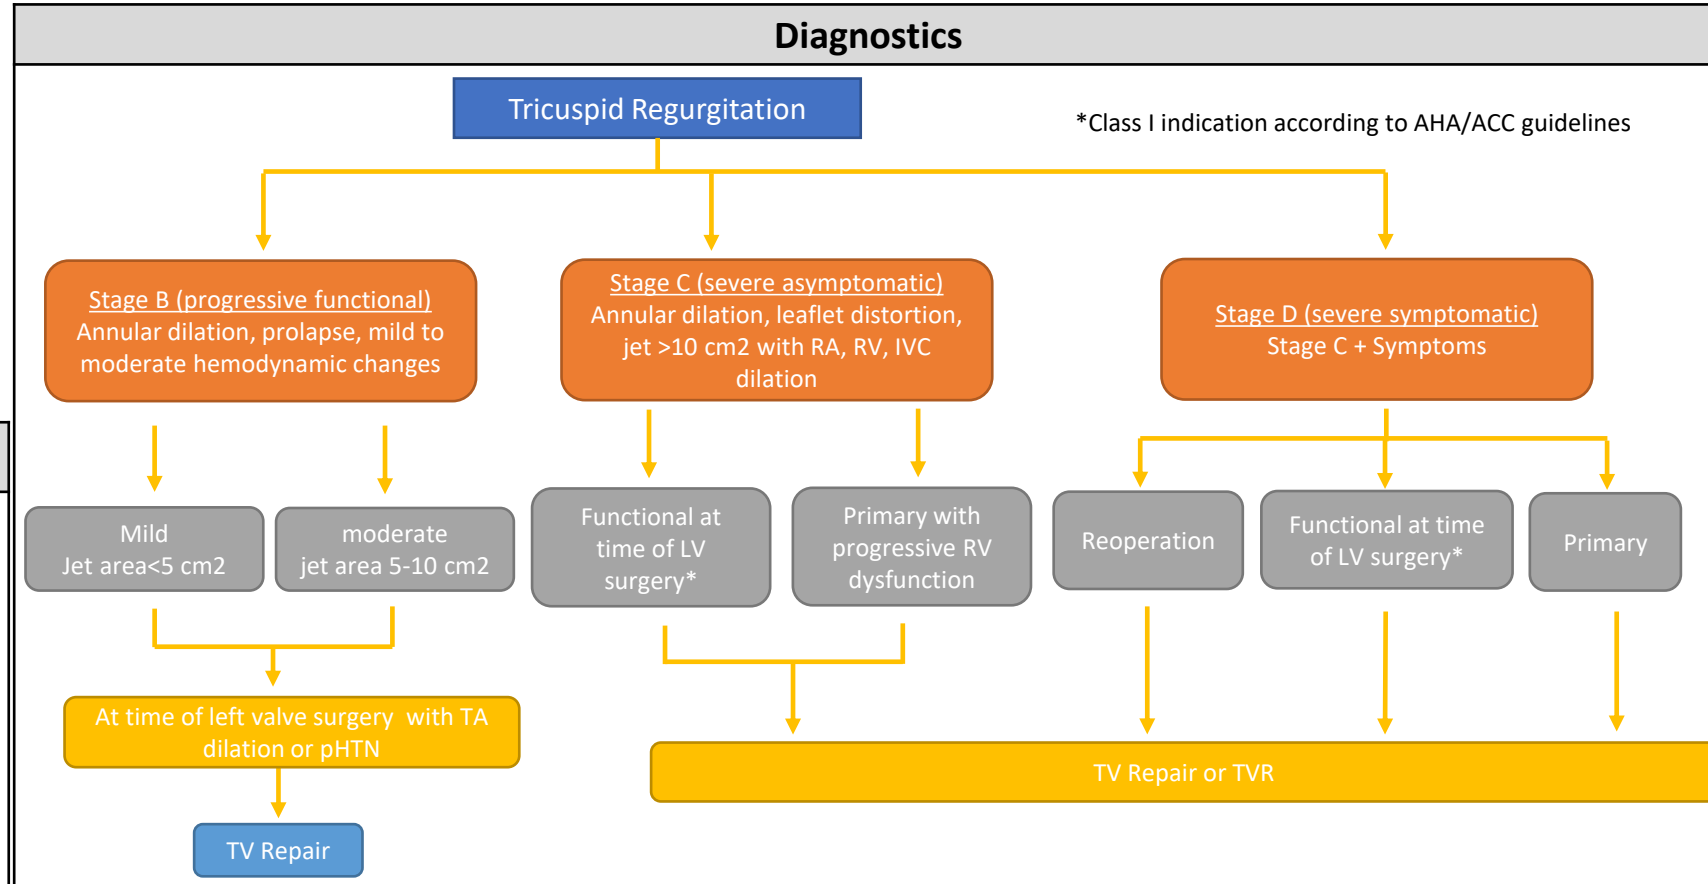 Diagnostics
Tricuspid Regurgitation
*Class I indication according to AHA/ACC guidelines
Stage B (progressive functional)
Annular dilation, prolapse, mild to
moderate hemodynamic changes
Stage C (severe asymptomatic)
Annular dilation, leaflet distortion,
jet >10 cm2 with RA, RV, IVC
dilation
Stage D (severe symptomatic)
Stage C + Symptoms
Mild
Jet area<5 cm2
moderate
jet area 5-10 cm2
Functional at
time of LV
surgery*
Primary with
progressive RV
dysfunction
Reoperation
Functional at time
of LV surgery*
Primary
At time of left valve surgery  with TA
dilation or pHTN
TV Repair or TVR
TV Repair